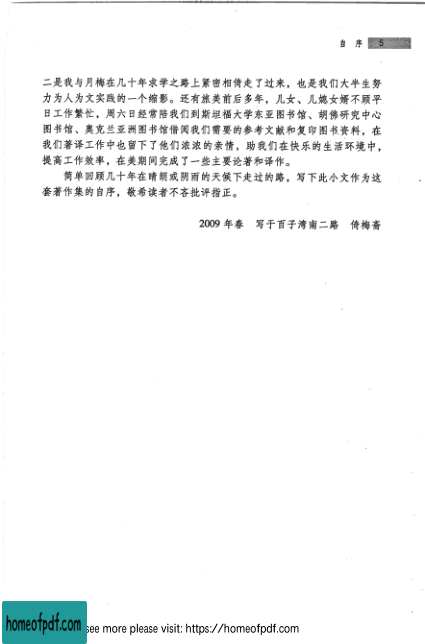 自 序 5
二是我与月梅在几十年求学之路上紧密相倚走了过来，也是我们大半生努
力为人为文实践的一个缩影。还有旅美前后多年，儿女、儿媳女婿不顾平
日工作繁忙，周六日经常陪我们到斯坦福大学东亚图书馆、胡佛研究中心
图书馆、奥克兰亚洲图书馆借阅我们需要的参考文献和复印图书资料。在
我们著译工作中也留下了他们浓浓的亲情，助我们在快乐的生活环境中，
提高工作效率，在美期间完成了一些主要论著和译作。
简单回顾几十年在晴朗或阴雨的天候下走过的路，写下此小文作为这
套著作集的自序，敬希读者不吝批评指正。
2009 年春 写于百子湾南二路 倚梅斋
homeofpdf.com
see more please visit: https://homeofpdf.com